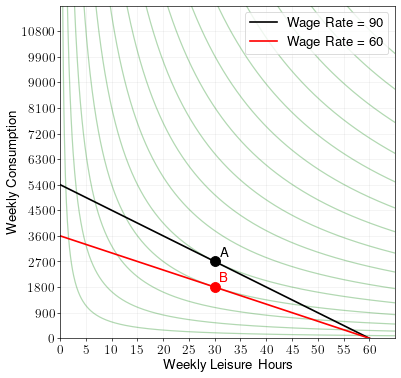 Wage Rate = 90
Wage Rate = 60
10800
9900
9000
8100
7200
6300
5400
4500
3600
2700
1800
900
0
Weekly Consumption
A
B
0 5 10 15 20 25 30 35 40 45 50 55 60
Weekly Leisure Hours